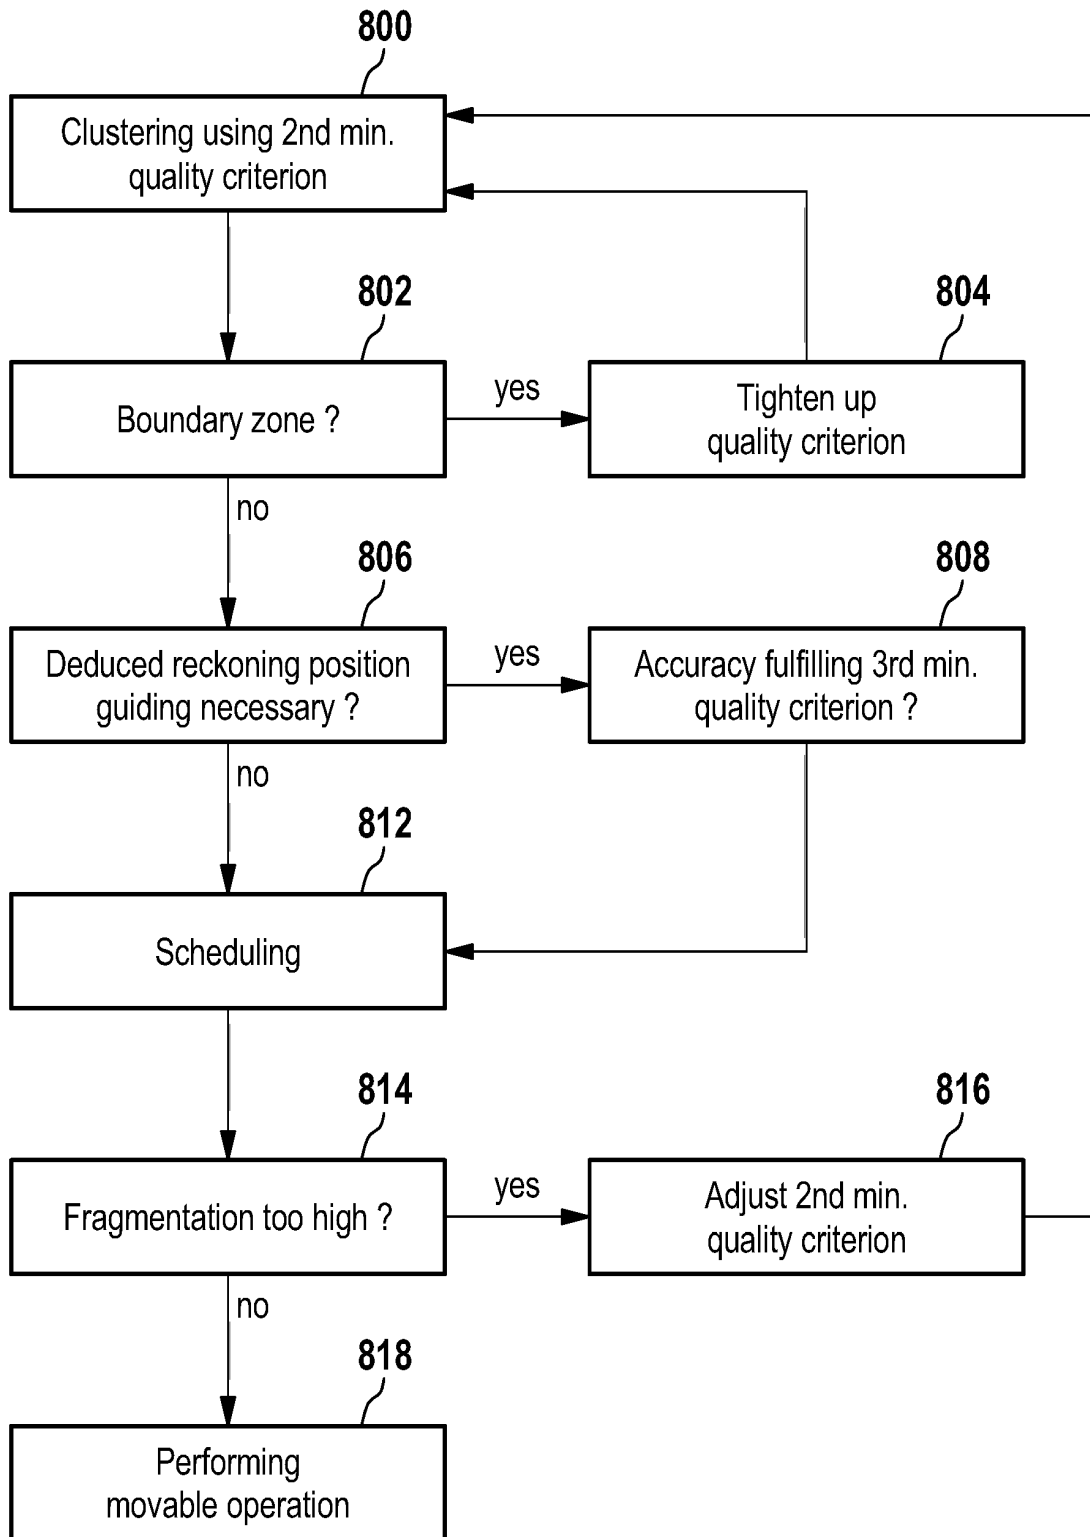 800
Clustering using 2nd min.
quality criterion
802
804
Boundary zone ?
yes
Tighten up
quality criterion
no
806
808
Deduced reckoning position
guiding necessary ?
yes
Accuracy fulfilling 3rd min.
quality criterion ?
no
812
Scheduling
814
816
Fragmentation too high ?
yes
Adjust 2nd min.
quality criterion
no
818
Performing
movable operation